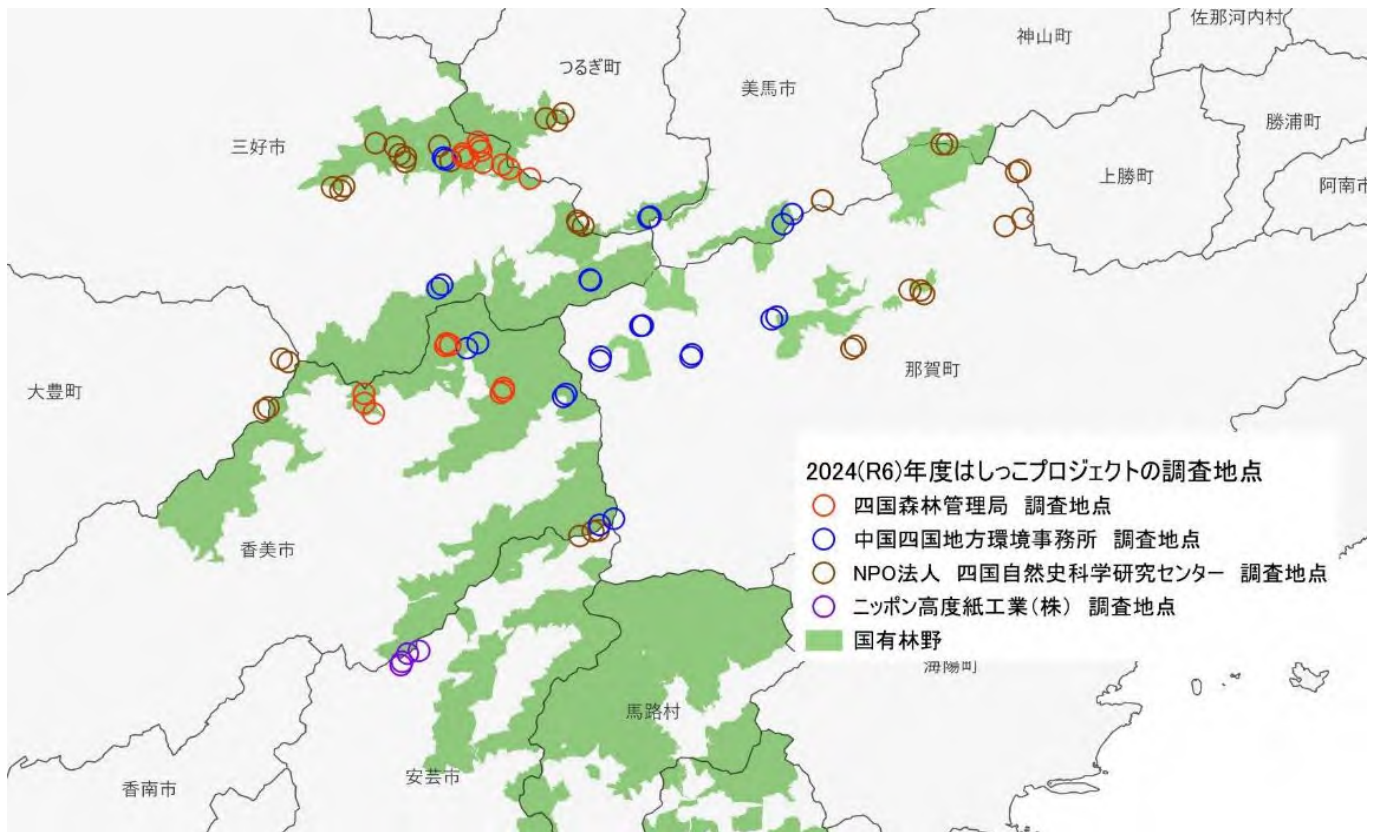 佐那河内村
神山町
つるぎ町
美馬市
勝浦町
三好市
上勝町
阿南市
大豊町
那賀町
2024(R6)年度はしっこプロジェクトの調査地点
四国森林管理局 調査地点
中国四国地方環境事務所 調査地点
NPO法人 四国自然史科学研究センター 調査地点
ニッポン高度紙工業(株) 調査地点
国有林野
香美市
海陽町
馬路村
安芸市
香南市